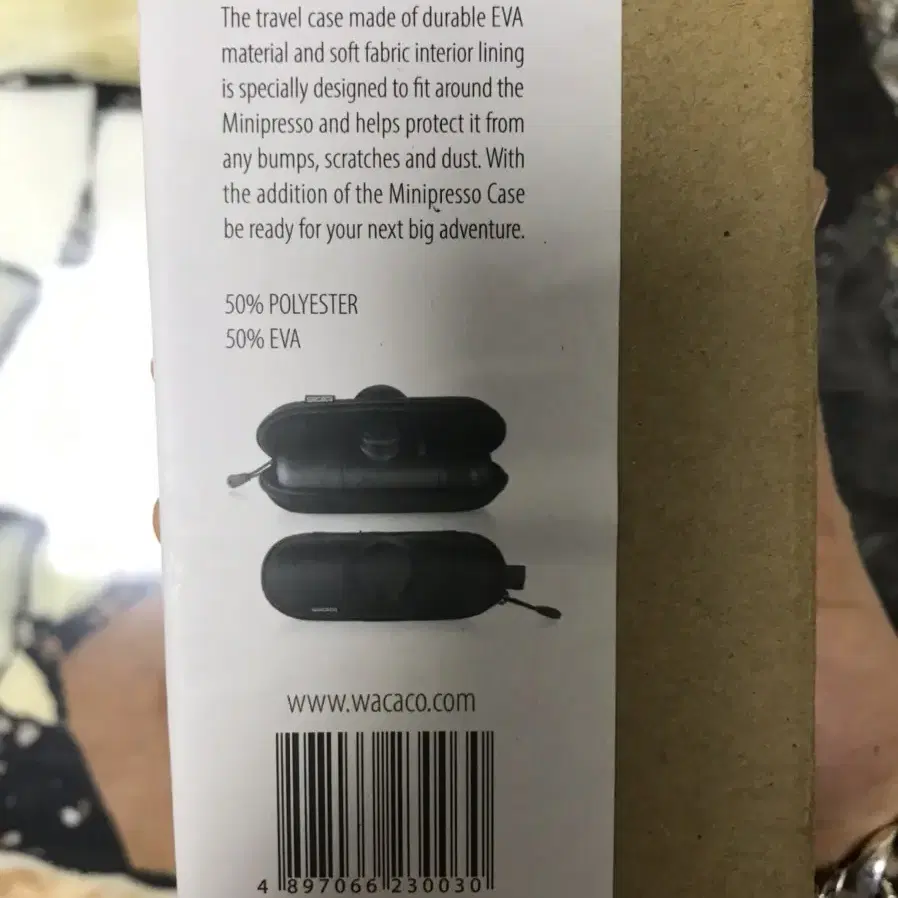 The travel case made of durable EVA
material and soft fabric interior lining
is specially designed to fit around the
Minipresso and helps protect it from
any bumps, scratches and dust. With
the addition of the Minipresso Case
be ready for your next big adventure.
50% POLYESTER
50% EVA
www.wacaco.com
4 897066 230030